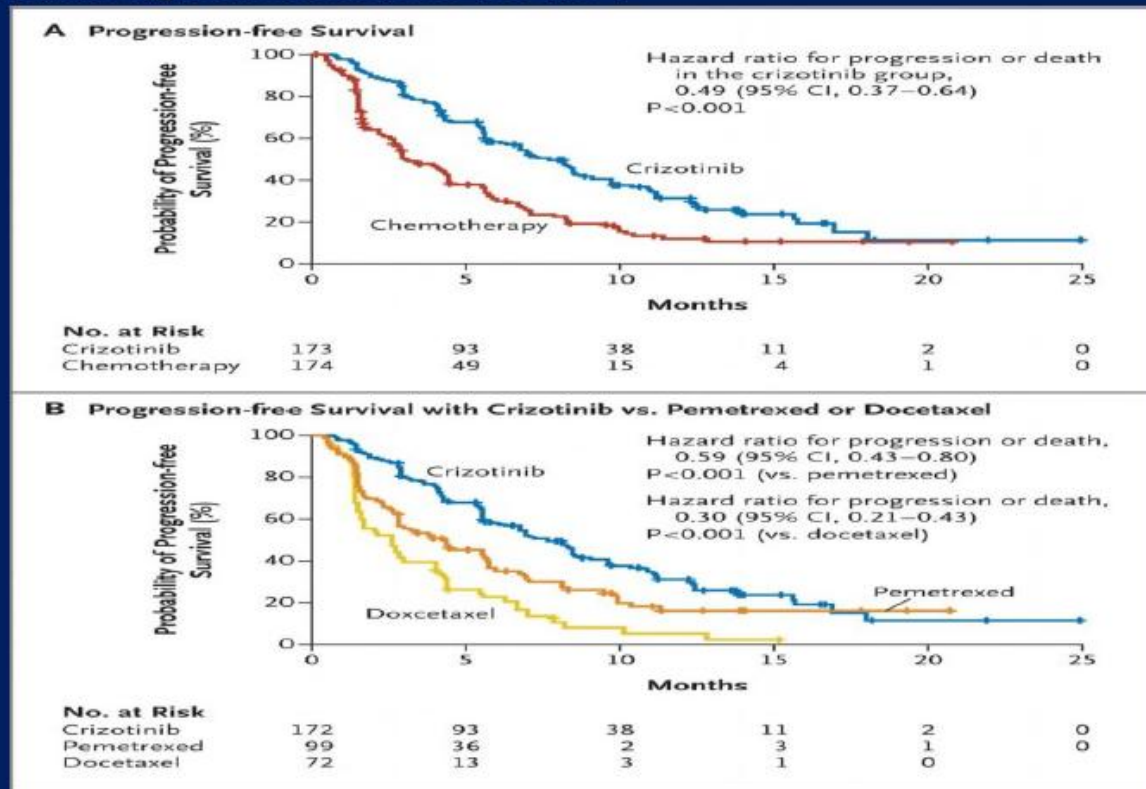 A Progression-free Survival
Probability of Progression-free
Survival (%)
100
80
60
40
20
0
Hazard ratio for progression or death
in the crizotinib group,
0.49 (95% CI, 0.37–0.64)
P<0.001
Crizotinib
Chemotherapy
0 5 10 15 20 25
Months
No. at Risk
Crizotinib 173 93 38 11 2 0
Chemotherapy 174 49 15 4 1 0
B Progression-free Survival with Crizotinib vs. Pemetrexed or Docetaxel
Probability of Progression-free
Survival (%)
100
80
60
40
20
0
Hazard ratio for progression or death,
0.59 (95% CI, 0.43–0.80)
P<0.001 (vs. pemetrexed)
Hazard ratio for progression or death,
0.30 (95% CI, 0.21–0.43)
P<0.001 (vs. docetaxel)
Crizotinib
Pemetrexed
Doxcetaxel
0 5 10 15 20 25
Months
No. at Risk
Crizotinib 172 93 38 11 2 0
Pemetrexed 99 36 2 3 1 0
Docetaxel 72 13 3 1 0